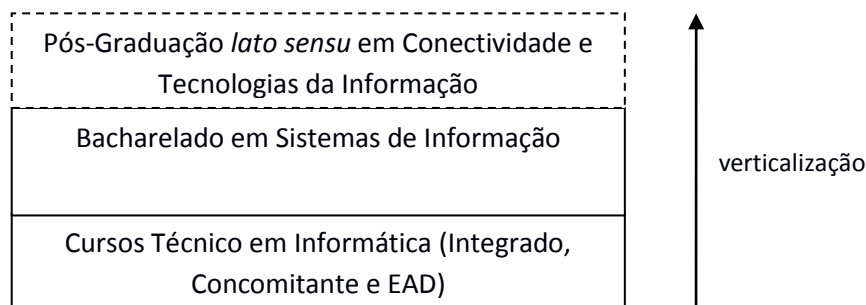 Pós-Graduação lato sensu em Conectividade e
Tecnologias da Informação
Bacharelado em Sistemas de Informação
verticalização
Cursos Técnico em Informática (Integrado,
Concomitante e EAD)